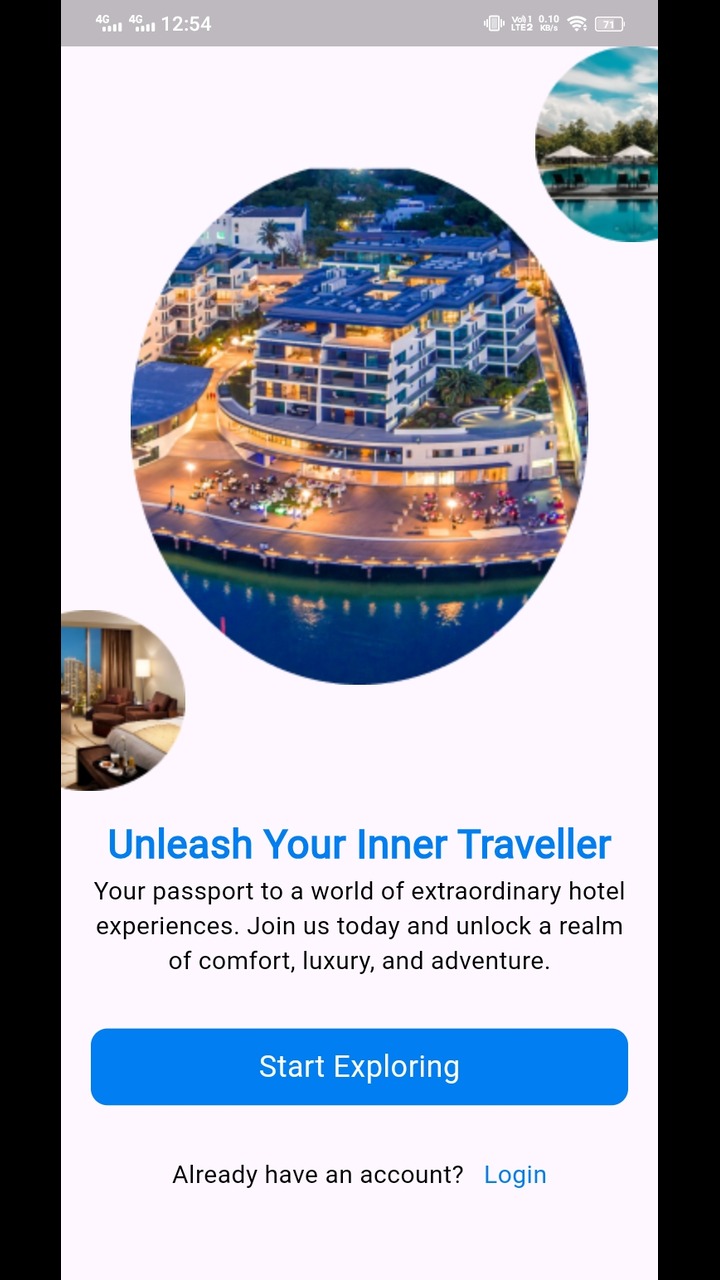 4G 4G 12:54 Vo) 1 LTE2 0.10 KB/s 71
Unleash Your Inner Traveller
Your passport to a world of extraordinary hotel
experiences. Join us today and unlock a realm
of comfort, luxury, and adventure.
Start Exploring
Already have an account? Login